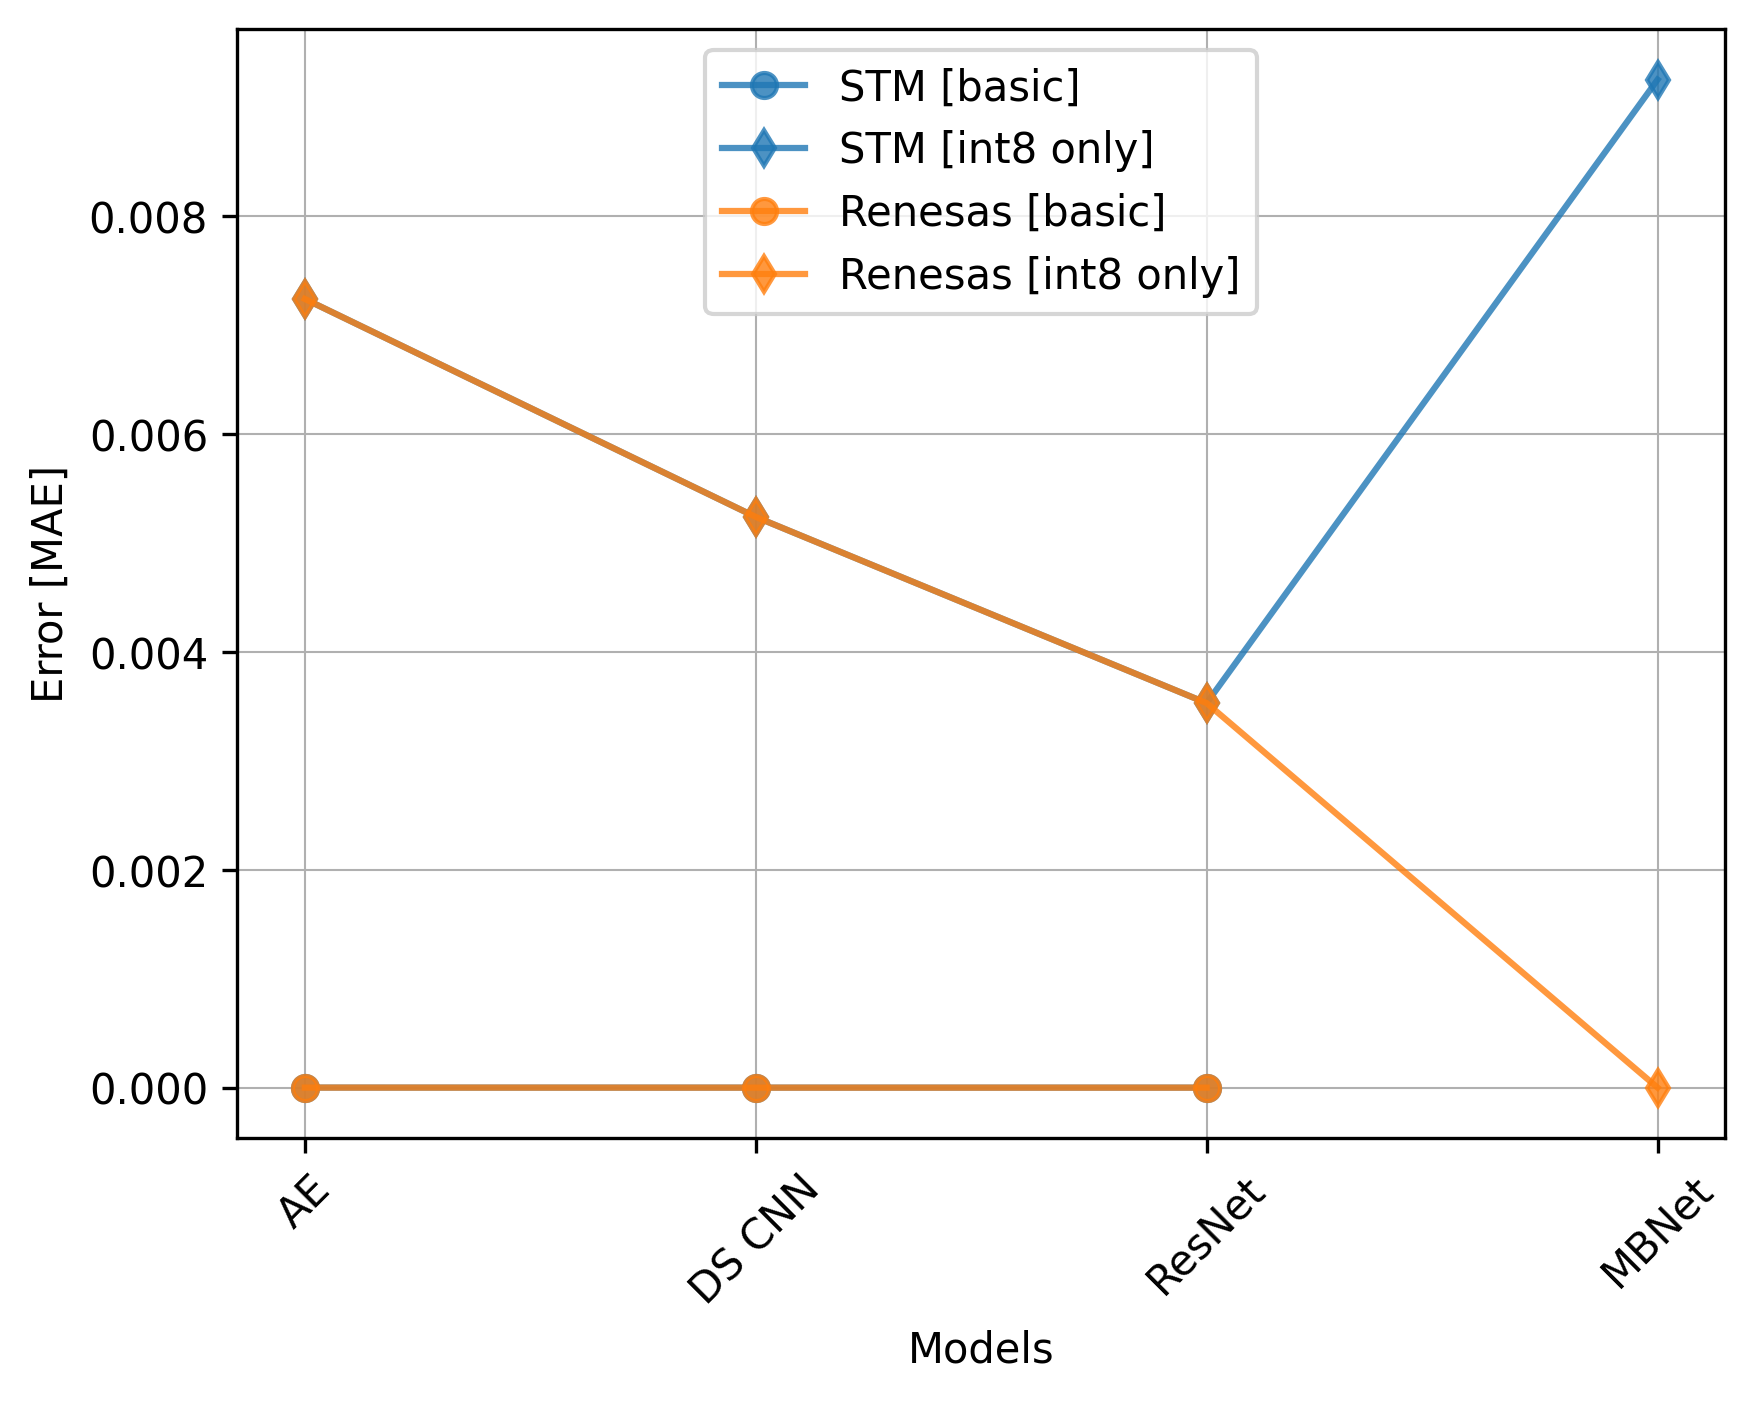 STM [basic]
STM [int8 only]
Renesas [basic]
Renesas [int8 only]
Error [MAE]
0.008
0.006
0.004
0.002
0.000
AE
DS CNN
ResNet
MBNet
Models